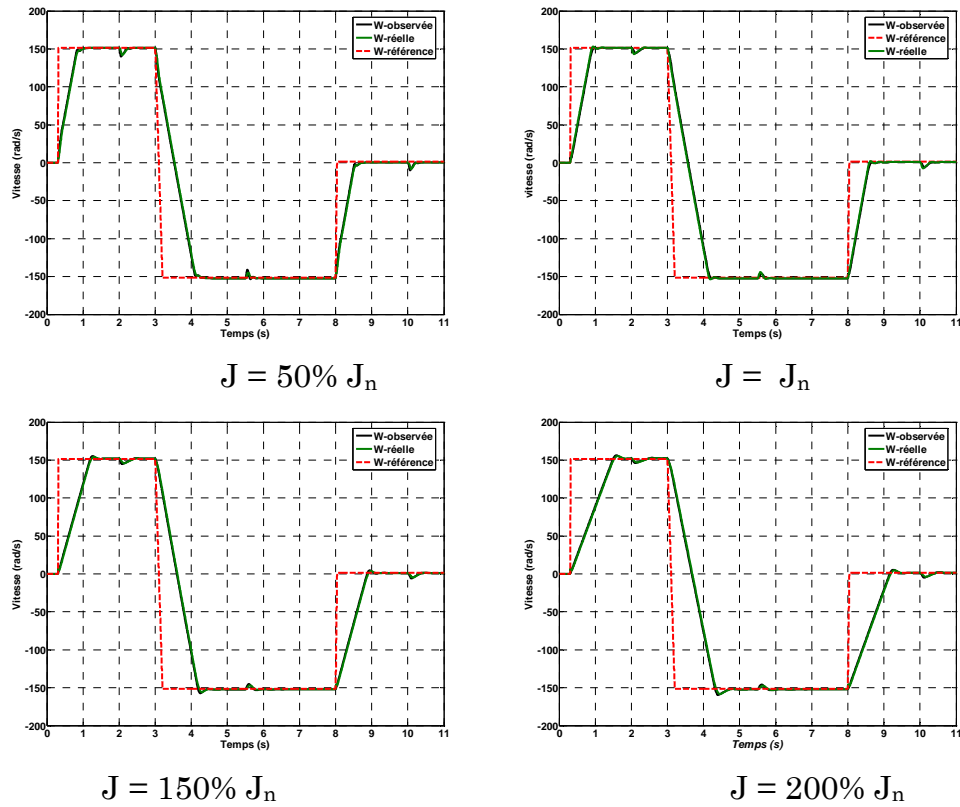 W-observée
W-réelle
W-référence
200
150
100
50
0
-50
-100
-150
-200
Vitesse (rad/s)
0 1 2 3 4 5 6 7 8 9 10 11
Temps (s)
J = 50% Jn
W-observée
W-réelle
W-référence
200
150
100
50
0
-50
-100
-150
-200
Vitesse (rad/s)
0 1 2 3 4 5 6 7 8 9 10 11
Temps (s)
J = Jn
W-observée
W-réelle
W-référence
200
150
100
50
0
-50
-100
-150
-200
Vitesse (rad/s)
0 1 2 3 4 5 6 7 8 9 10 11
Temps (s)
J = 150% Jn
W-observée
W-réelle
W-référence
200
150
100
50
0
-50
-100
-150
-200
Vitesse (rad/s)
0 1 2 3 4 5 6 7 8 9 10 11
Temps (s)
J = 200% Jn